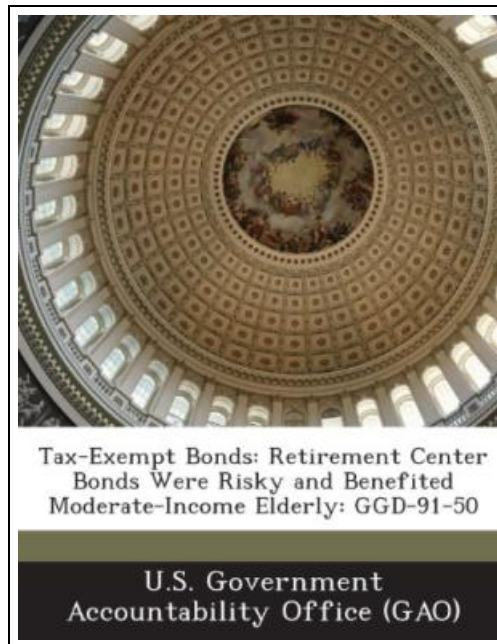 Tax-Exempt Bonds: Retirement Center
Bonds Were Risky and Benefited
Moderate-Income Elderly: GGD-91-50
U.S. Government
Accountability Office (GAO)